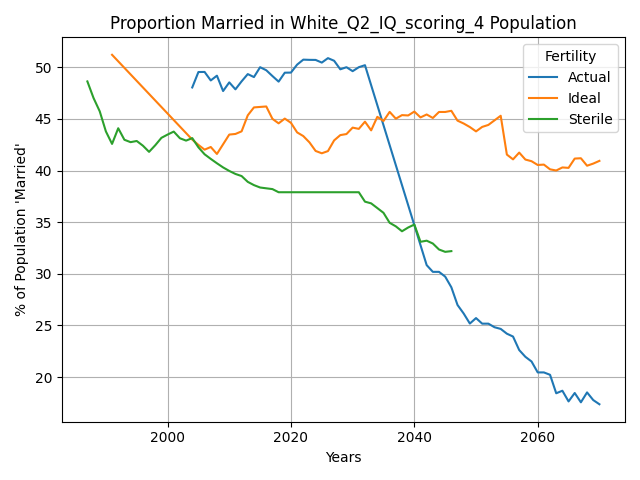 Proportion Married in White_Q2_IQ_scoring_4 Population
Fertility
Actual
Ideal
Sterile
% of Population 'Married'
50
45
40
35
30
25
20
2000
2020
2040
2060
Years